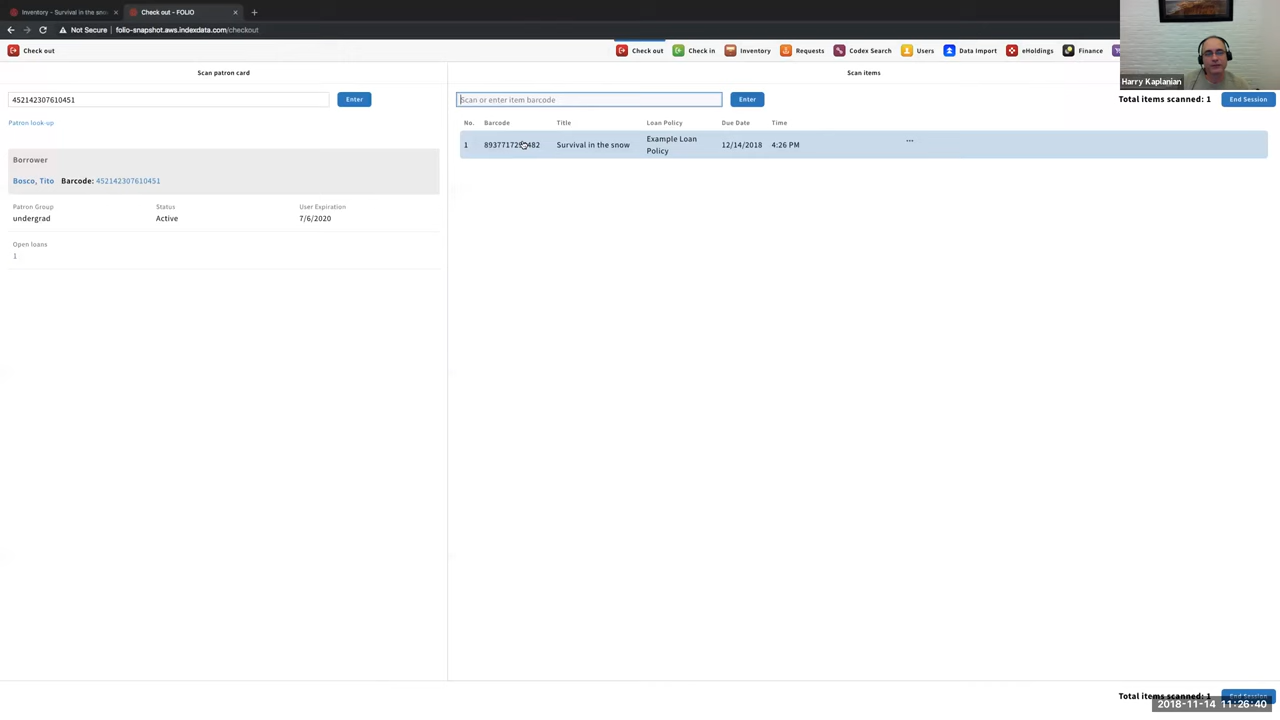 Inventory - Survival in the snow
Check out - FOLIO
Not Secure
folio-snapshot.aws.indexdata.com/checkout
Check out
Check out
Check in
Inventory
Requests
Codex Search
Users
Data Import
eHoldings
Finance
Harry Kaplanian
Scan patron card
Scan items
452142307610451
Enter
Scan or enter item barcode
Enter
Total items scanned: 1
End Session
Patron look-up
No. Barcode Title Loan Policy Due Date Time
1 Survival in the snow Example Loan Policy 12/14/2018 4:26 PM ...
Borrower
Bosco, Tito Barcode: 452142307610451
Patron Group Status User Expiration
undergrad Active 7/6/2020
Open loans
1
Total items scanned: 1
End Session
2018-11-14 11:26:40